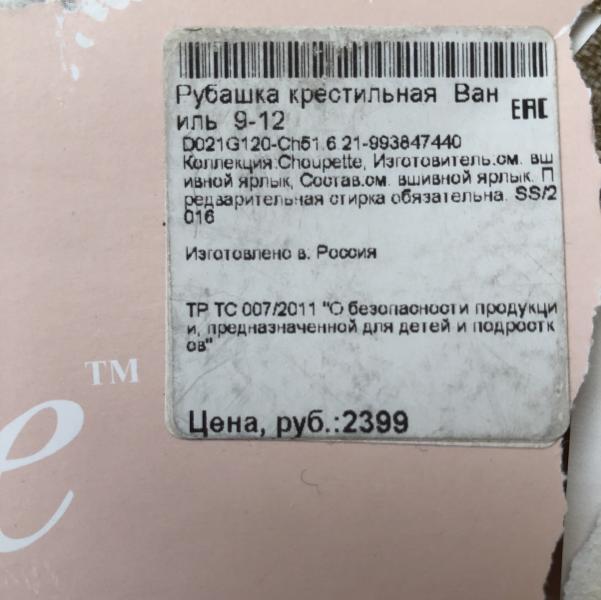 Рубашка крестильная Ван
иль 9-12
EAC
D021G120-Ch51.6.21-993847440
Коллекция:Choupette, Изготовитель.см. вш
ивной ярлык, Состав.см. вшивной ярлык. П
редварительная стирка обязательна. SS/2
016
Изготовлено в: Россия
ТР ТС 007/2011 "О безопасности продукци
и, предназначенной для детей и подростк
ов"
Цена, руб.:2399
e™